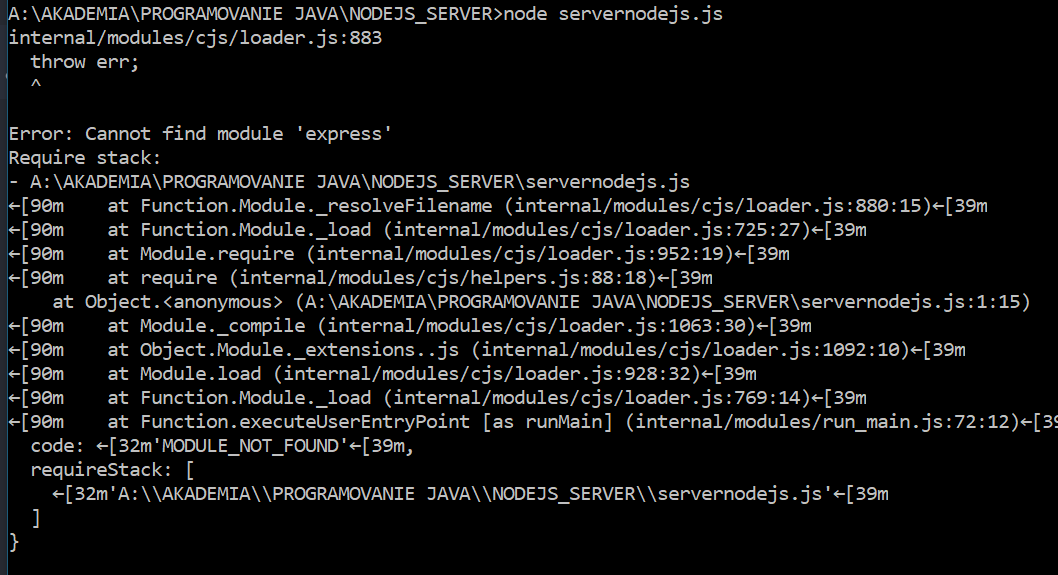 A:\AKADEMIA\PROGRAMOVANIE JAVA\NODEJS_SERVER>node servernodejs.js
internal/modules/cjs/loader.js:883
  throw err;
  ^

Error: Cannot find module 'express'
Require stack:
- A:\AKADEMIA\PROGRAMOVANIE JAVA\NODEJS_SERVER\servernodejs.js
←[90m    at Function.Module._resolveFilename (internal/modules/cjs/loader.js:880:15)←[39m
←[90m    at Function.Module._load (internal/modules/cjs/loader.js:725:27)←[39m
←[90m    at Module.require (internal/modules/cjs/loader.js:952:19)←[39m
←[90m    at require (internal/modules/cjs/helpers.js:88:18)←[39m
    at Object.<anonymous> (A:\AKADEMIA\PROGRAMOVANIE JAVA\NODEJS_SERVER\servernodejs.js:1:15)
←[90m    at Module._compile (internal/modules/cjs/loader.js:1063:30)←[39m
←[90m    at Object.Module._extensions..js (internal/modules/cjs/loader.js:1092:10)←[39m
←[90m    at Module.load (internal/modules/cjs/loader.js:928:32)←[39m
←[90m    at Function.Module._load (internal/modules/cjs/loader.js:769:14)←[39m
←[90m    at Function.executeUserEntryPoint [as runMain] (internal/modules/run_main.js:72:12)←[39
  code: ←[32m'MODULE_NOT_FOUND'←[39m,
  requireStack: [
    ←[32m'A:\\AKADEMIA\\PROGRAMOVANIE JAVA\\NODEJS_SERVER\\servernodejs.js'←[39m
  ]
}